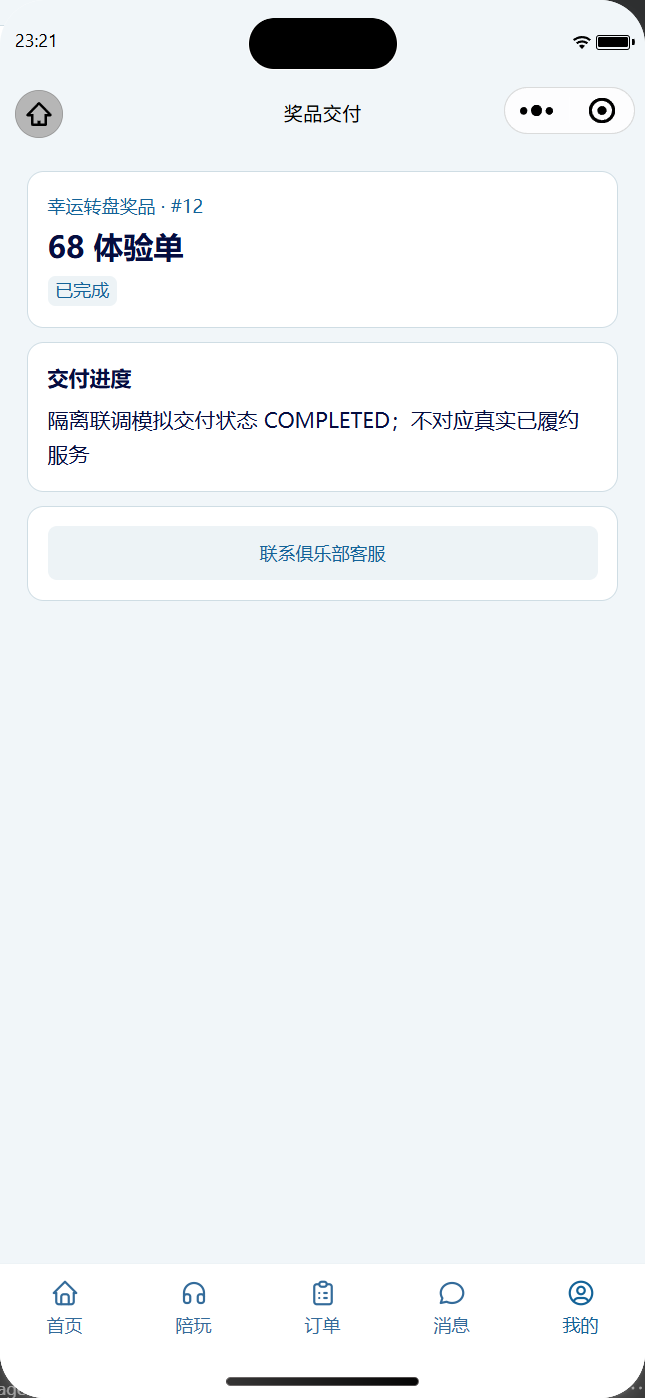 23:21
奖品交付
幸运转盘奖品 · #12
68 体验单
已完成
交付进度
隔离联调模拟交付状态 COMPLETED；不对应真实已履约
服务
联系俱乐部客服
首页
陪玩
订单
消息
我的